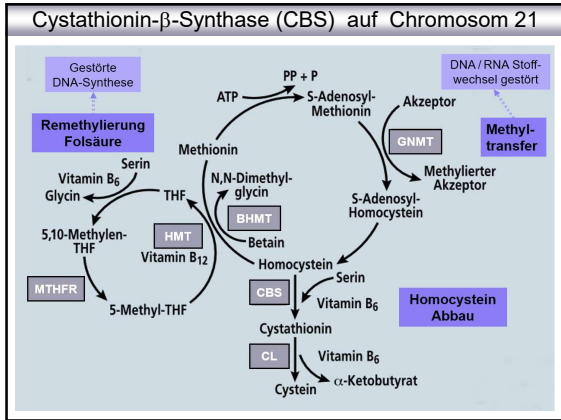 Cystathionin-β-Synthase (CBS)  auf  Chromosom 21
Gestörte
DNA-Synthese
DNA / RNA Stoff-
wechsel gestört
PP + P
ATP
S-Adenosyl-
Methionin
Akzeptor
Remethylierung
Folsäure
Methyl-
transfer
GNMT
Methionin
Serin
Vitamin B6
Glycin
THF
N,N-Dimethyl-
glycin
Methylierter
Akzeptor
S-Adenosyl-
Homocystein
BHMT
5,10-Methylen-
THF
HMT
Vitamin B12
Betain
Homocystein
MTHFR
5-Methyl-THF
CBS
Serin
Vitamin B6
Homocystein
Abbau
Cystathionin
CL
Vitamin B6
Cystein
α-Ketobutyrat